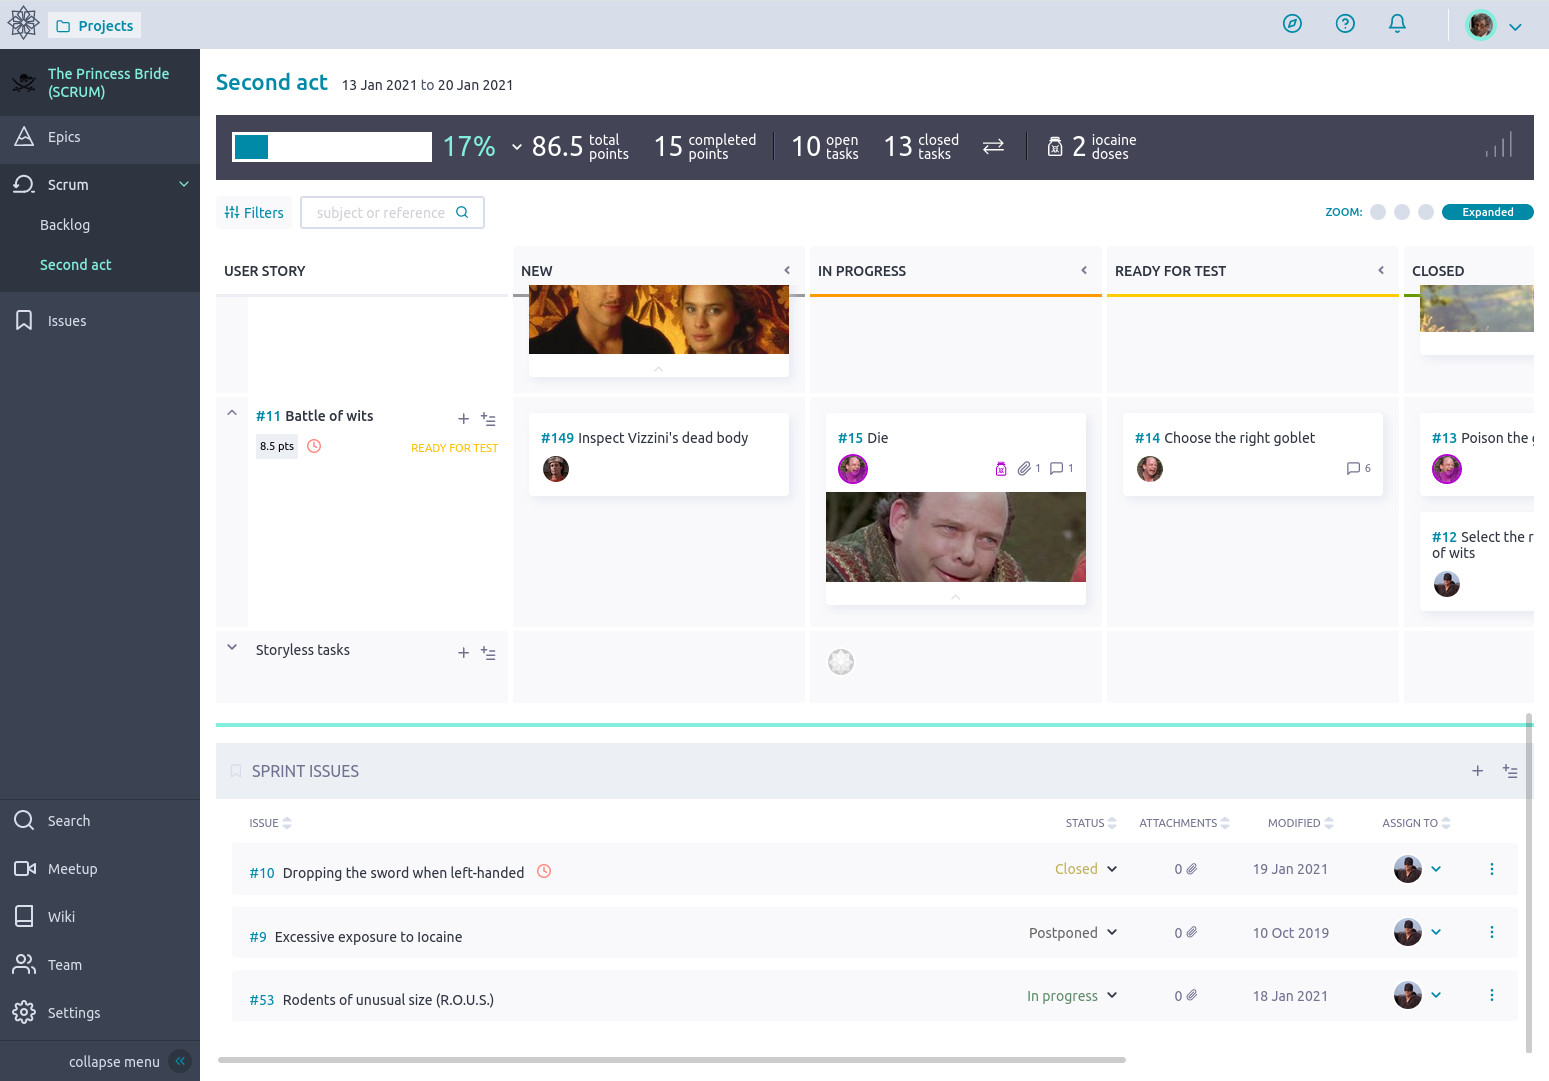 Projects
The Princess Bride
(SCRUM)
Epics
Scrum
Backlog
Second act
Issues
Search
Meetup
Wiki
Team
Settings
collapse menu
Second act 13 Jan 2021 to 20 Jan 2021
17% 86.5 total points 15 completed points 10 open tasks 13 closed tasks 2 iocaine doses
Filters subject or reference ZOOM: Expanded
USER STORY NEW IN PROGRESS READY FOR TEST CLOSED
#11 Battle of wits
8.5 pts READY FOR TEST
#149 Inspect Vizzini's dead body
#15 Die
1 1
#14 Choose the right goblet
6
#13 Poison the
#12 Select the r
of wits
Storyless tasks
SPRINT ISSUES
ISSUE STATUS ATTACHMENTS MODIFIED ASSIGN TO
#10 Dropping the sword when left-handed Closed 0 19 Jan 2021
#9 Excessive exposure to Iocaine Postponed 0 10 Oct 2019
#53 Rodents of unusual size (R.O.U.S.) In progress 0 18 Jan 2021